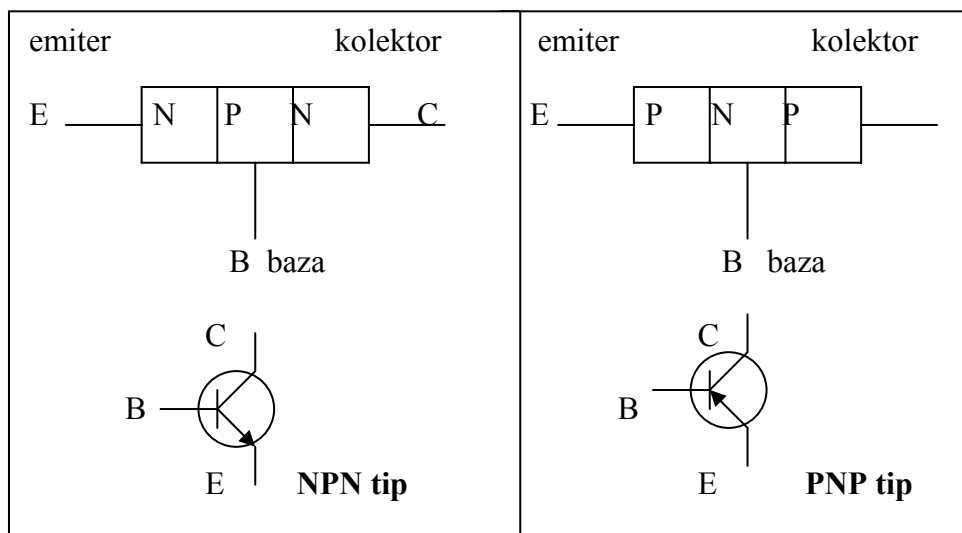 emiter kolektor
E N P N C
B baza
C
B
E NPN tip
emiter kolektor
E P N P
B baza
C
B
E PNP tip